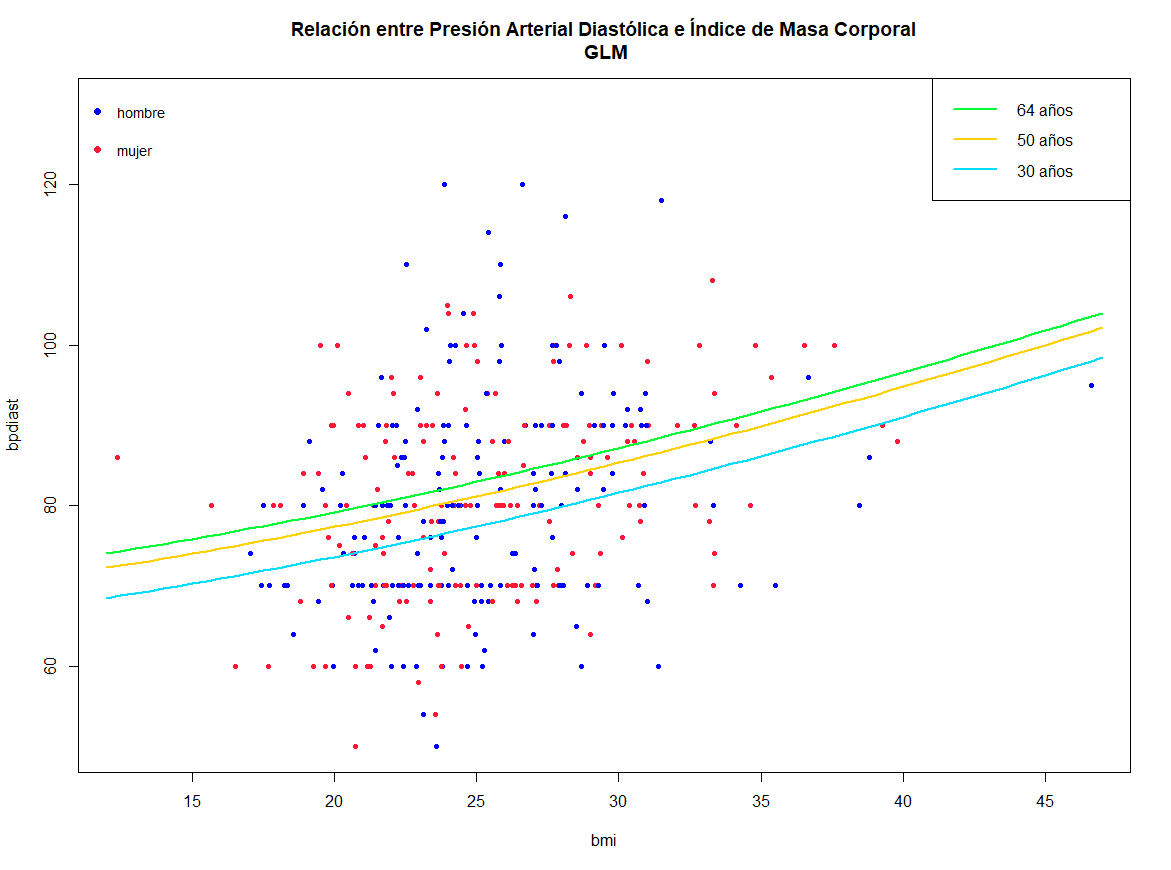 Relación entre Presión Arterial Diastólica e Índice de Masa Corporal
GLM
hombre
mujer
64 años
50 años
30 años
120
100
80
60
bpdiast
15 20 25 30 35 40 45
bmi